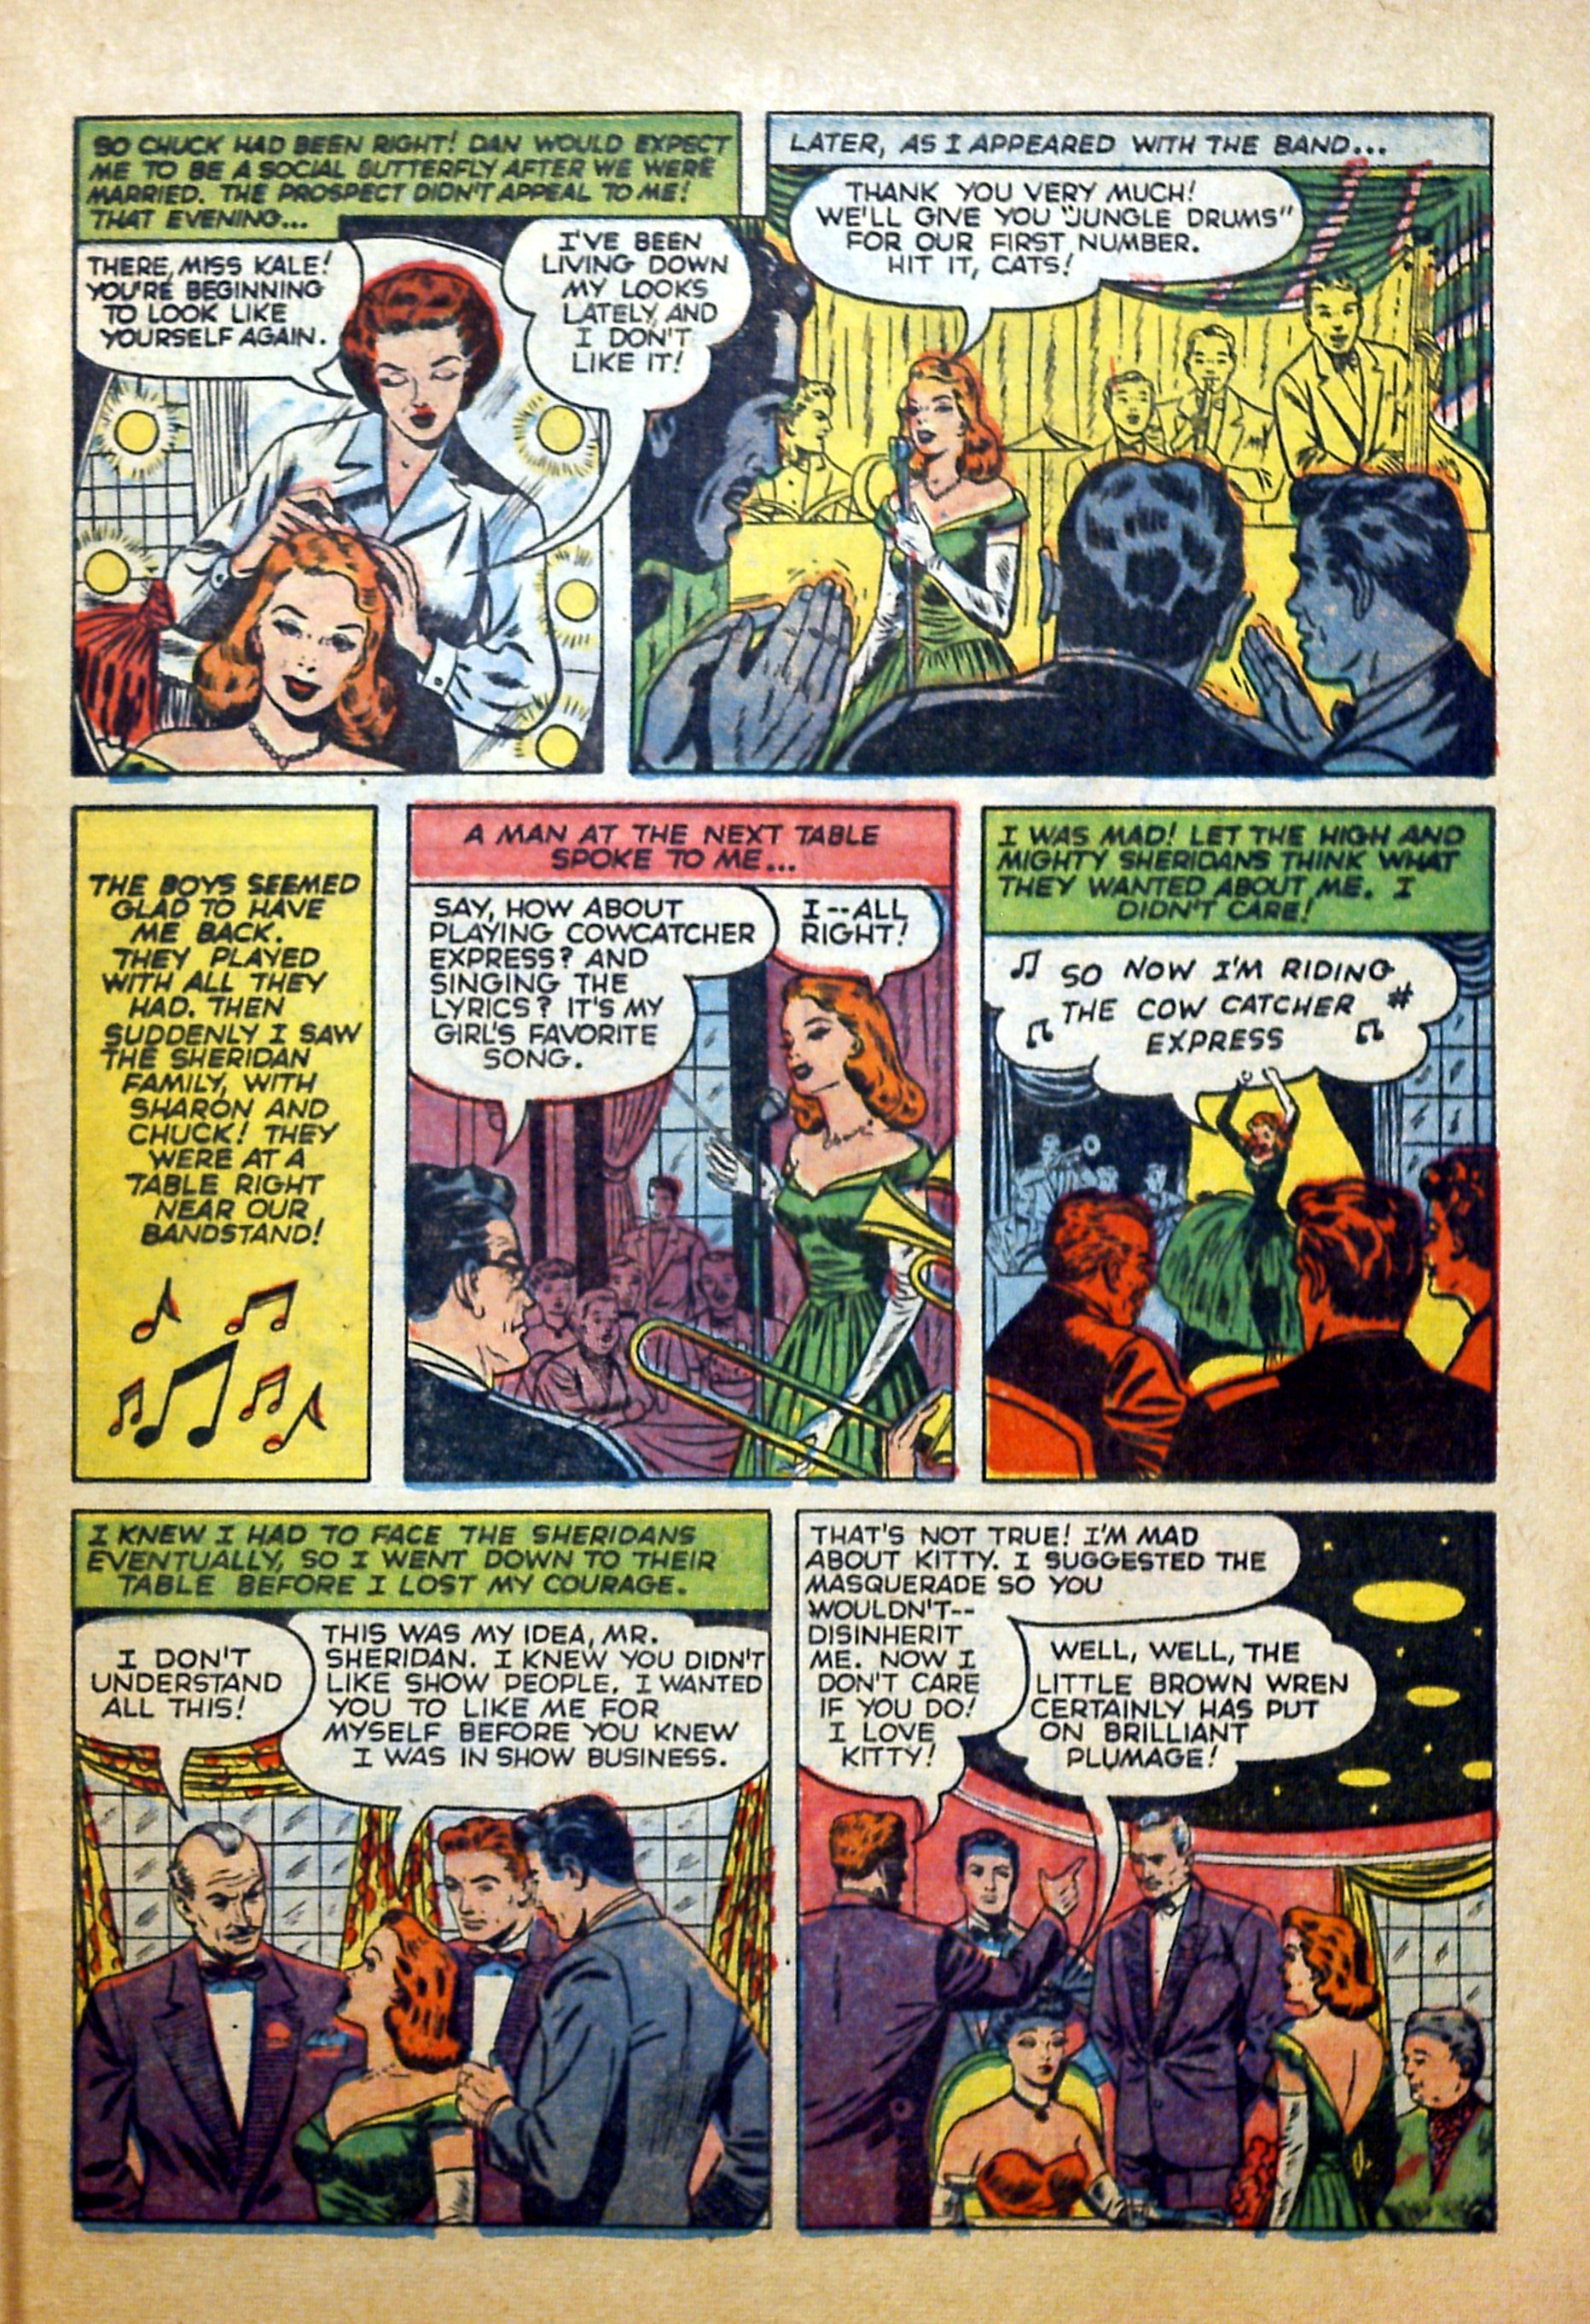 SO CHUCK HAD BEEN RIGHT! DAN WOULD EXPECT
ME TO BE A SOCIAL BUTTERFLY AFTER WE WERE
MARRIED. THE PROSPECT DIDN'T APPEAL TO ME!
THAT EVENING...
THERE, MISS KALE!
YOU'RE BEGINNING
TO LOOK LIKE
YOURSELF AGAIN.
I'VE BEEN
LIVING DOWN
MY LOOKS
LATELY, AND
I DON'T
LIKE IT!
LATER, AS I APPEARED WITH THE BAND...
THANK YOU VERY MUCH!
WE'LL GIVE YOU "JUNGLE DRUMS"
FOR OUR FIRST NUMBER.
HIT IT, CATS!
THE BOYS SEEMED
GLAD TO HAVE
ME BACK.
THEY PLAYED
WITH ALL THEY
HAD. THEN
SUDDENLY I SAW
THE SHERIDAN
FAMILY, WITH
SHARON AND
CHUCK! THEY
WERE AT A
TABLE RIGHT
NEAR OUR
BANDSTAND!
A MAN AT THE NEXT TABLE
SPOKE TO ME...
SAY, HOW ABOUT
PLAYING COWCATCHER
EXPRESS? AND
SINGING THE
LYRICS? IT'S MY
GIRL'S FAVORITE
SONG.
I--ALL
RIGHT!
I WAS MAD! LET THE HIGH AND
MIGHTY SHERIDANS THINK WHAT
THEY WANTED ABOUT ME. I
DIDN'T CARE!
SO NOW I'M RIDING
THE COW CATCHER
EXPRESS
I KNEW I HAD TO FACE THE SHERIDANS
EVENTUALLY, SO I WENT DOWN TO THEIR
TABLE BEFORE I LOST MY COURAGE.
I DON'T
UNDERSTAND
ALL THIS!
THIS WAS MY IDEA, MR.
SHERIDAN. I KNEW YOU DIDN'T
LIKE SHOW PEOPLE. I WANTED
YOU TO LIKE ME FOR
MYSELF BEFORE YOU KNEW
I WAS IN SHOW BUSINESS.
THAT'S NOT TRUE! I'M MAD
ABOUT KITTY. I SUGGESTED THE
MASQUERADE SO YOU
WOULDN'T--
DISINHERIT
ME. NOW I
DON'T CARE
IF YOU DO!
I LOVE
KITTY!
WELL, WELL, THE
LITTLE BROWN WREN
CERTAINLY HAS PUT
ON BRILLIANT
PLUMAGE!